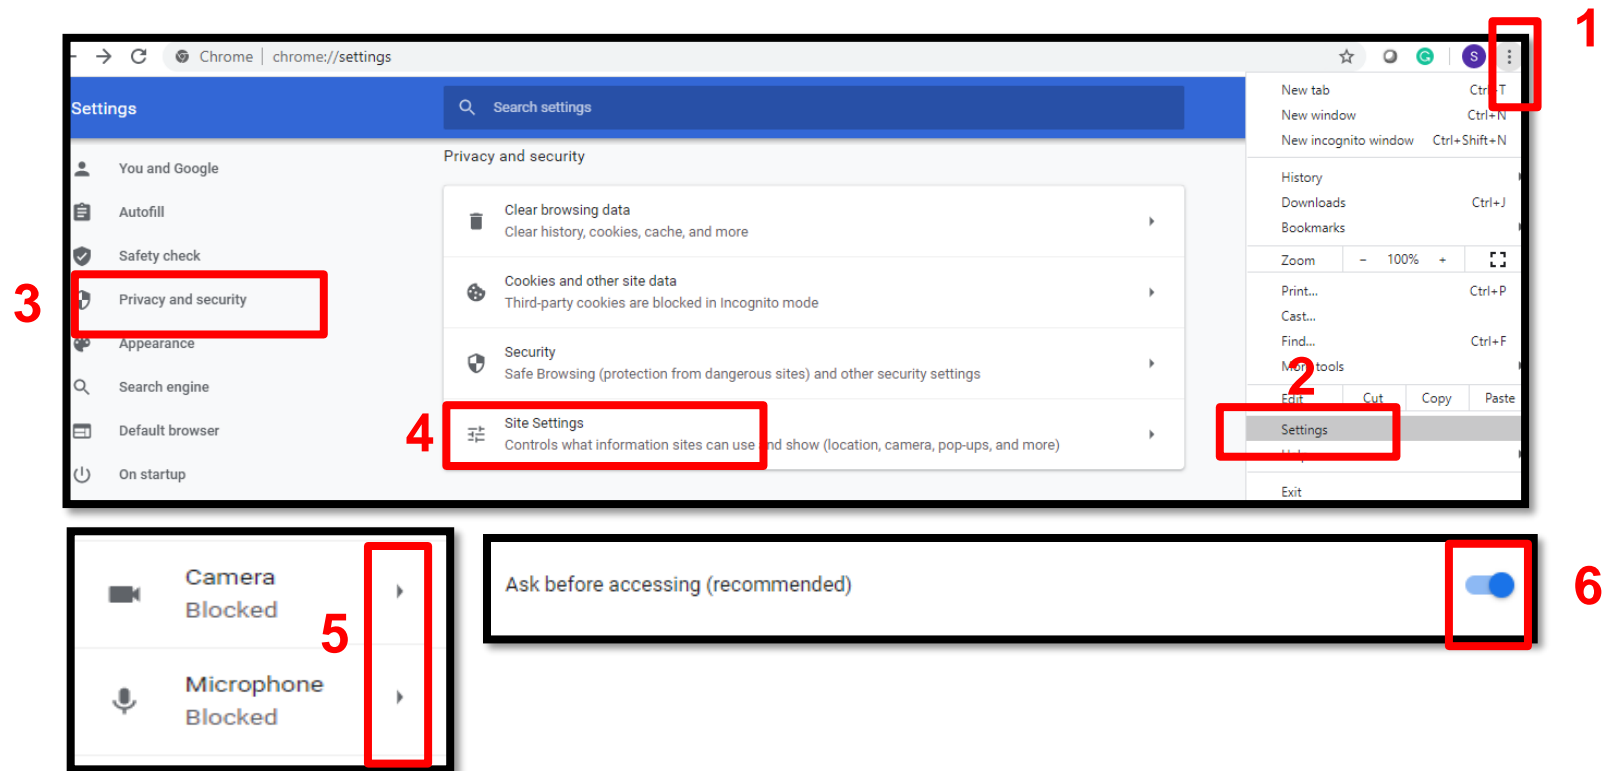 1
Chrome | chrome://settings
S
Settings
Search settings
You and Google
Autofill
Safety check
3
Privacy and security
Appearance
Search engine
Default browser
On startup
Privacy and security
Clear browsing data
Clear history, cookies, cache, and more
Cookies and other site data
Third-party cookies are blocked in Incognito mode
Security
Safe Browsing (protection from dangerous sites) and other security settings
4
Site Settings
Controls what information sites can use and show (location, camera, pop-ups, and more)
New tab Ctrl+T
New window Ctrl+N
New incognito window Ctrl+Shift+N
History
Downloads Ctrl+J
Bookmarks
Zoom - 100% +
Print... Ctrl+P
Cast...
Find... Ctrl+F
More tools
2
Edit Cut Copy Paste
Settings
Help
Exit
Camera
Blocked
5
Microphone
Blocked
Ask before accessing (recommended)
6